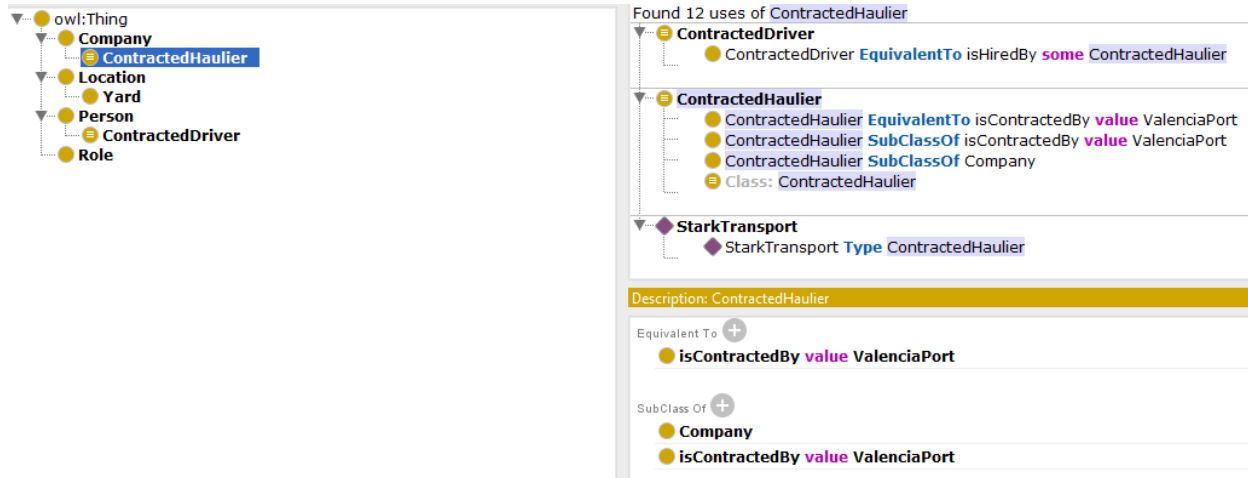 owl:Thing
Company
ContractedHaulier
Location
Yard
Person
ContractedDriver
Role
Found 12 uses of ContractedHaulier
ContractedDriver
ContractedDriver EquivalentTo isHiredBy some ContractedHaulier
ContractedHaulier
ContractedHaulier EquivalentTo isContractedBy value ValenciaPort
ContractedHaulier SubClassOf isContractedBy value ValenciaPort
ContractedHaulier SubClassOf Company
Class: ContractedHaulier
StarkTransport
StarkTransport Type ContractedHaulier
Description: ContractedHaulier
Equivalent To
isContractedBy value ValenciaPort
SubClass Of
Company
isContractedBy value ValenciaPort